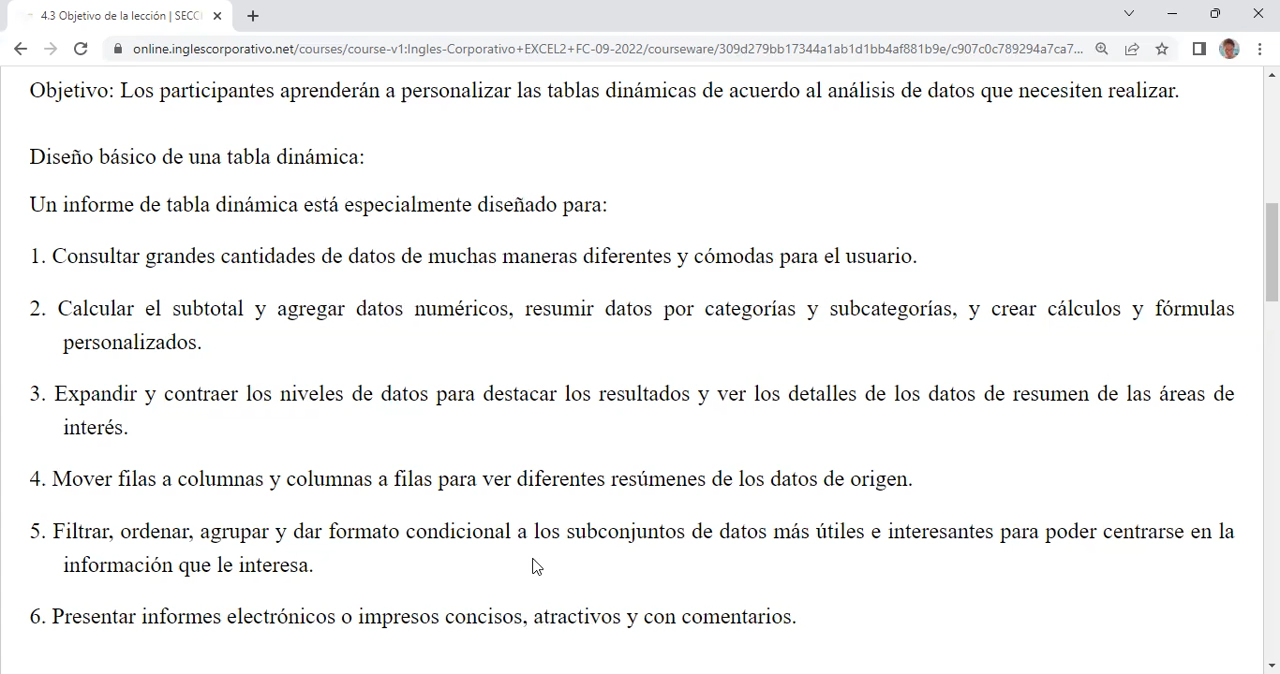 4.3 Objetivo de la lección | SECCI
online.inglescorporativo.net/courses/course-v1:Ingles-Corporativo+EXCEL2+FC-09-2022/courseware/309d279bb17344a1ab1d1bb4af881b9e/c907c0c789294a7ca7...
Objetivo: Los participantes aprenderán a personalizar las tablas dinámicas de acuerdo al análisis de datos que necesiten realizar.
Diseño básico de una tabla dinámica:
Un informe de tabla dinámica está especialmente diseñado para:
1. Consultar grandes cantidades de datos de muchas maneras diferentes y cómodas para el usuario.
2. Calcular el subtotal y agregar datos numéricos, resumir datos por categorías y subcategorías, y crear cálculos y fórmulas
personalizados.
3. Expandir y contraer los niveles de datos para destacar los resultados y ver los detalles de los datos de resumen de las áreas de
interés.
4. Mover filas a columnas y columnas a filas para ver diferentes resúmenes de los datos de origen.
5. Filtrar, ordenar, agrupar y dar formato condicional a los subconjuntos de datos más útiles e interesantes para poder centrarse en la
información que le interesa.
6. Presentar informes electrónicos o impresos concisos, atractivos y con comentarios.